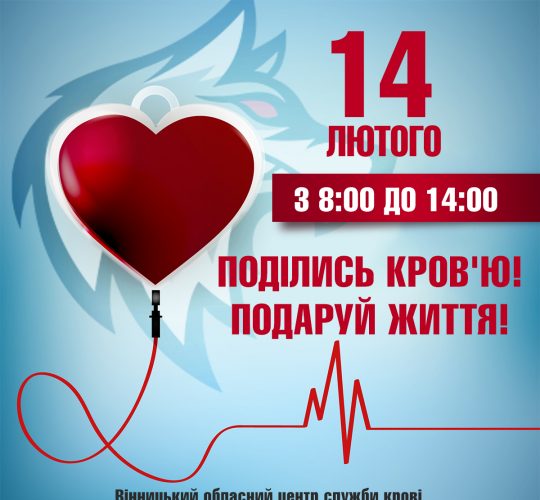 14
ЛЮТОГО
З 8:00 ДО 14:00
ПОДІЛИСЬ КРОВ'Ю!
ПОДАРУЙ ЖИТТЯ!
Вінницький обласний центр служби крові